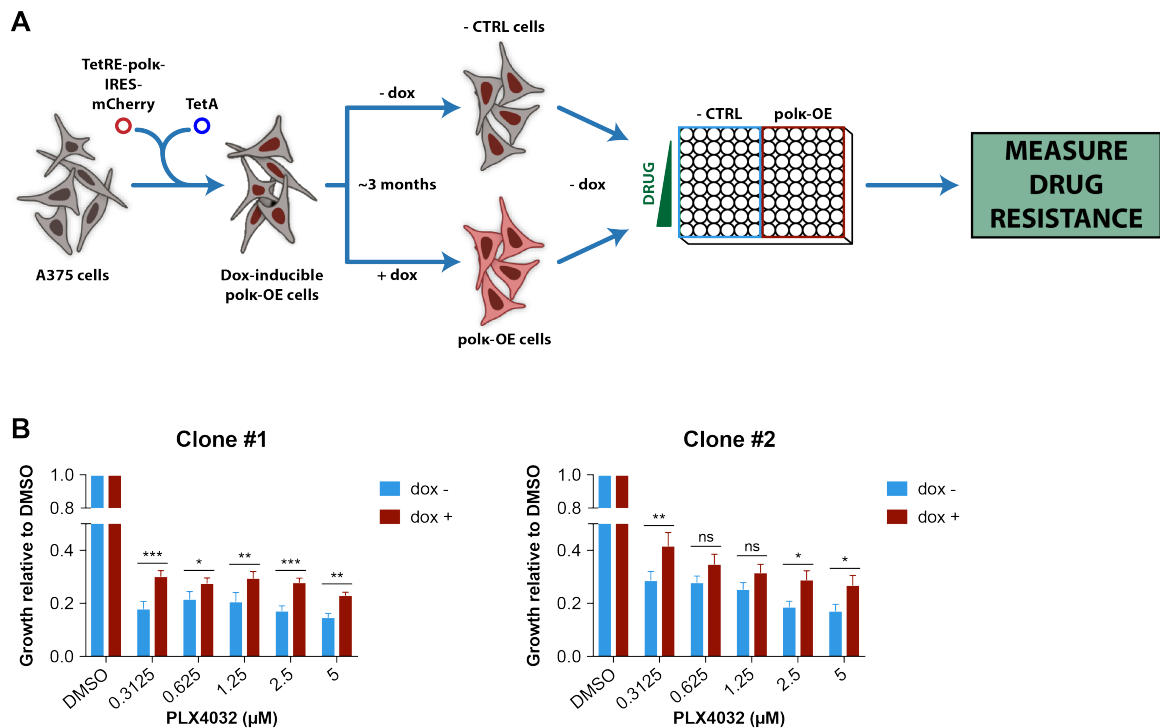 A
- CTRL cells
TetRE-polκ-
IRES-
mCherry
TetA
- dox
- CTRL
polκ-OE
~3 months
- dox
DRUG
MEASURE
DRUG
RESISTANCE
A375 cells
Dox-inducible
polκ-OE cells
+ dox
polκ-OE cells
B
Clone #1
Growth relative to DMSO
1.0
0.8
0.4
0.2
0.0
***
*
**
***
**
dox -
dox +
DMSO
0.3125
0.625
1.25
2.5
5
PLX4032 (µM)
Clone #2
Growth relative to DMSO
1.0
0.8
0.4
0.2
0.0
**
ns
ns
*
*
dox -
dox +
DMSO
0.3125
0.625
1.25
2.5
5
PLX4032 (µM)